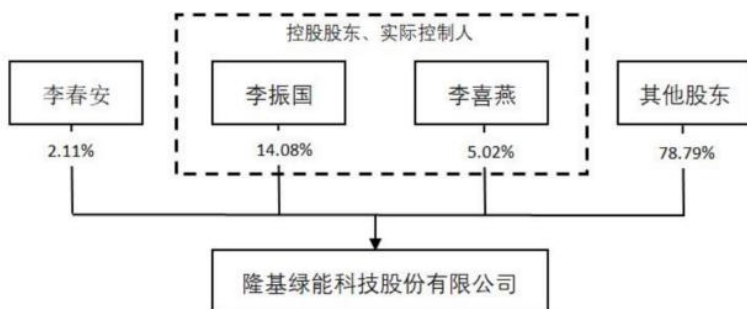 控股股东、实际控制人
李春安
李振国
李喜燕
其他股东
2.11%
14.08%
5.02%
78.79%
隆基绿能科技股份有限公司